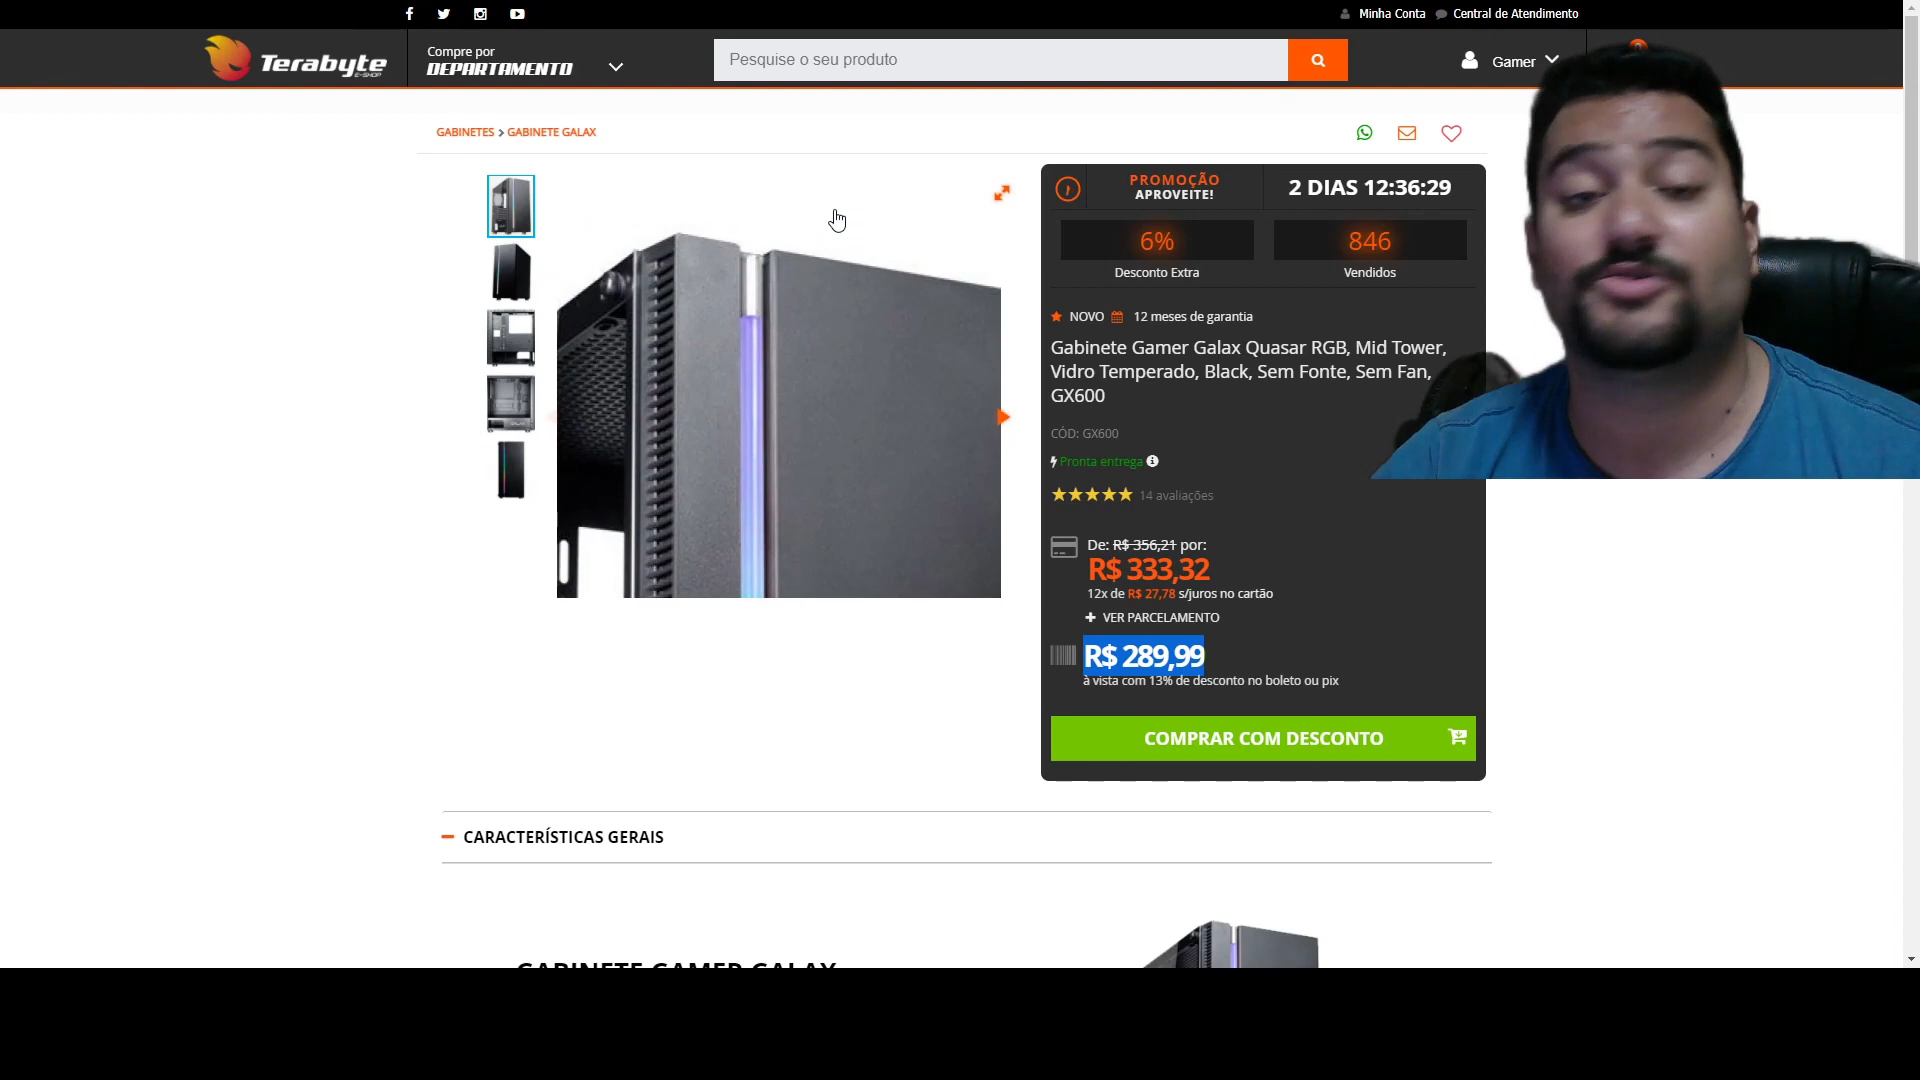 Minha Conta
Central de Atendimento
Terabyte
E-SHOP
Compre por
DEPARTAMENTO
Pesquise o seu produto
Gamer
GABINETES > GABINETE GALAX
PROMOÇÃO
APROVEITE!
2 DIAS 12:36:29
6%
Desconto Extra
846
Vendidos
NOVO
12 meses de garantia
Gabinete Gamer Galax Quasar RGB, Mid Tower,
Vidro Temperado, Black, Sem Fonte, Sem Fan,
GX600
CÓD: GX600
Pronta entrega
14 avaliações
De: R$ 356,21 por:
R$ 333,32
12x de R$ 27,78 s/juros no cartão
+ VER PARCELAMENTO
R$ 289,99
à vista com 13% de desconto no boleto ou pix
COMPRAR COM DESCONTO
CARACTERÍSTICAS GERAIS
GABINETE GAMER GALAX